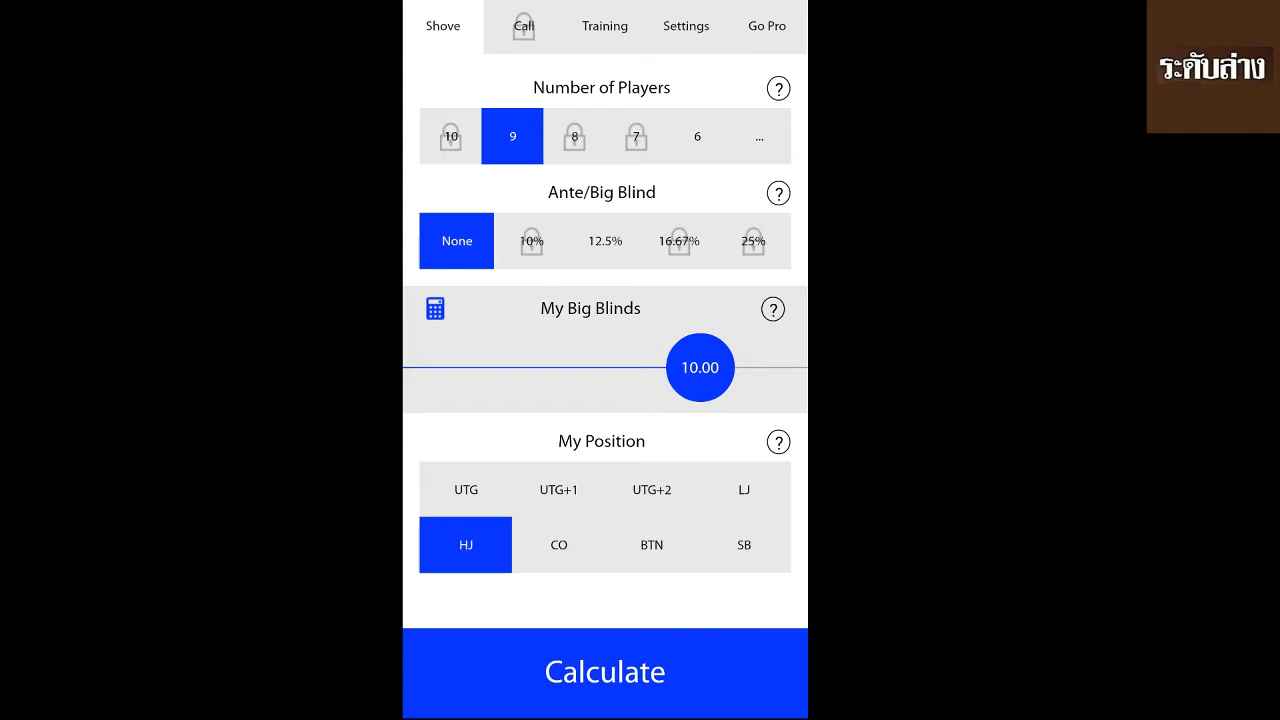 Shove Call Training Settings Go Pro
ระดับล่าง
Number of Players ?
10 9 8 7 6 ...
Ante/Big Blind ?
None 10% 12.5% 16.67% 25%
My Big Blinds ?
10.00
My Position ?
UTG UTG+1 UTG+2 LJ
HJ CO BTN SB
Calculate